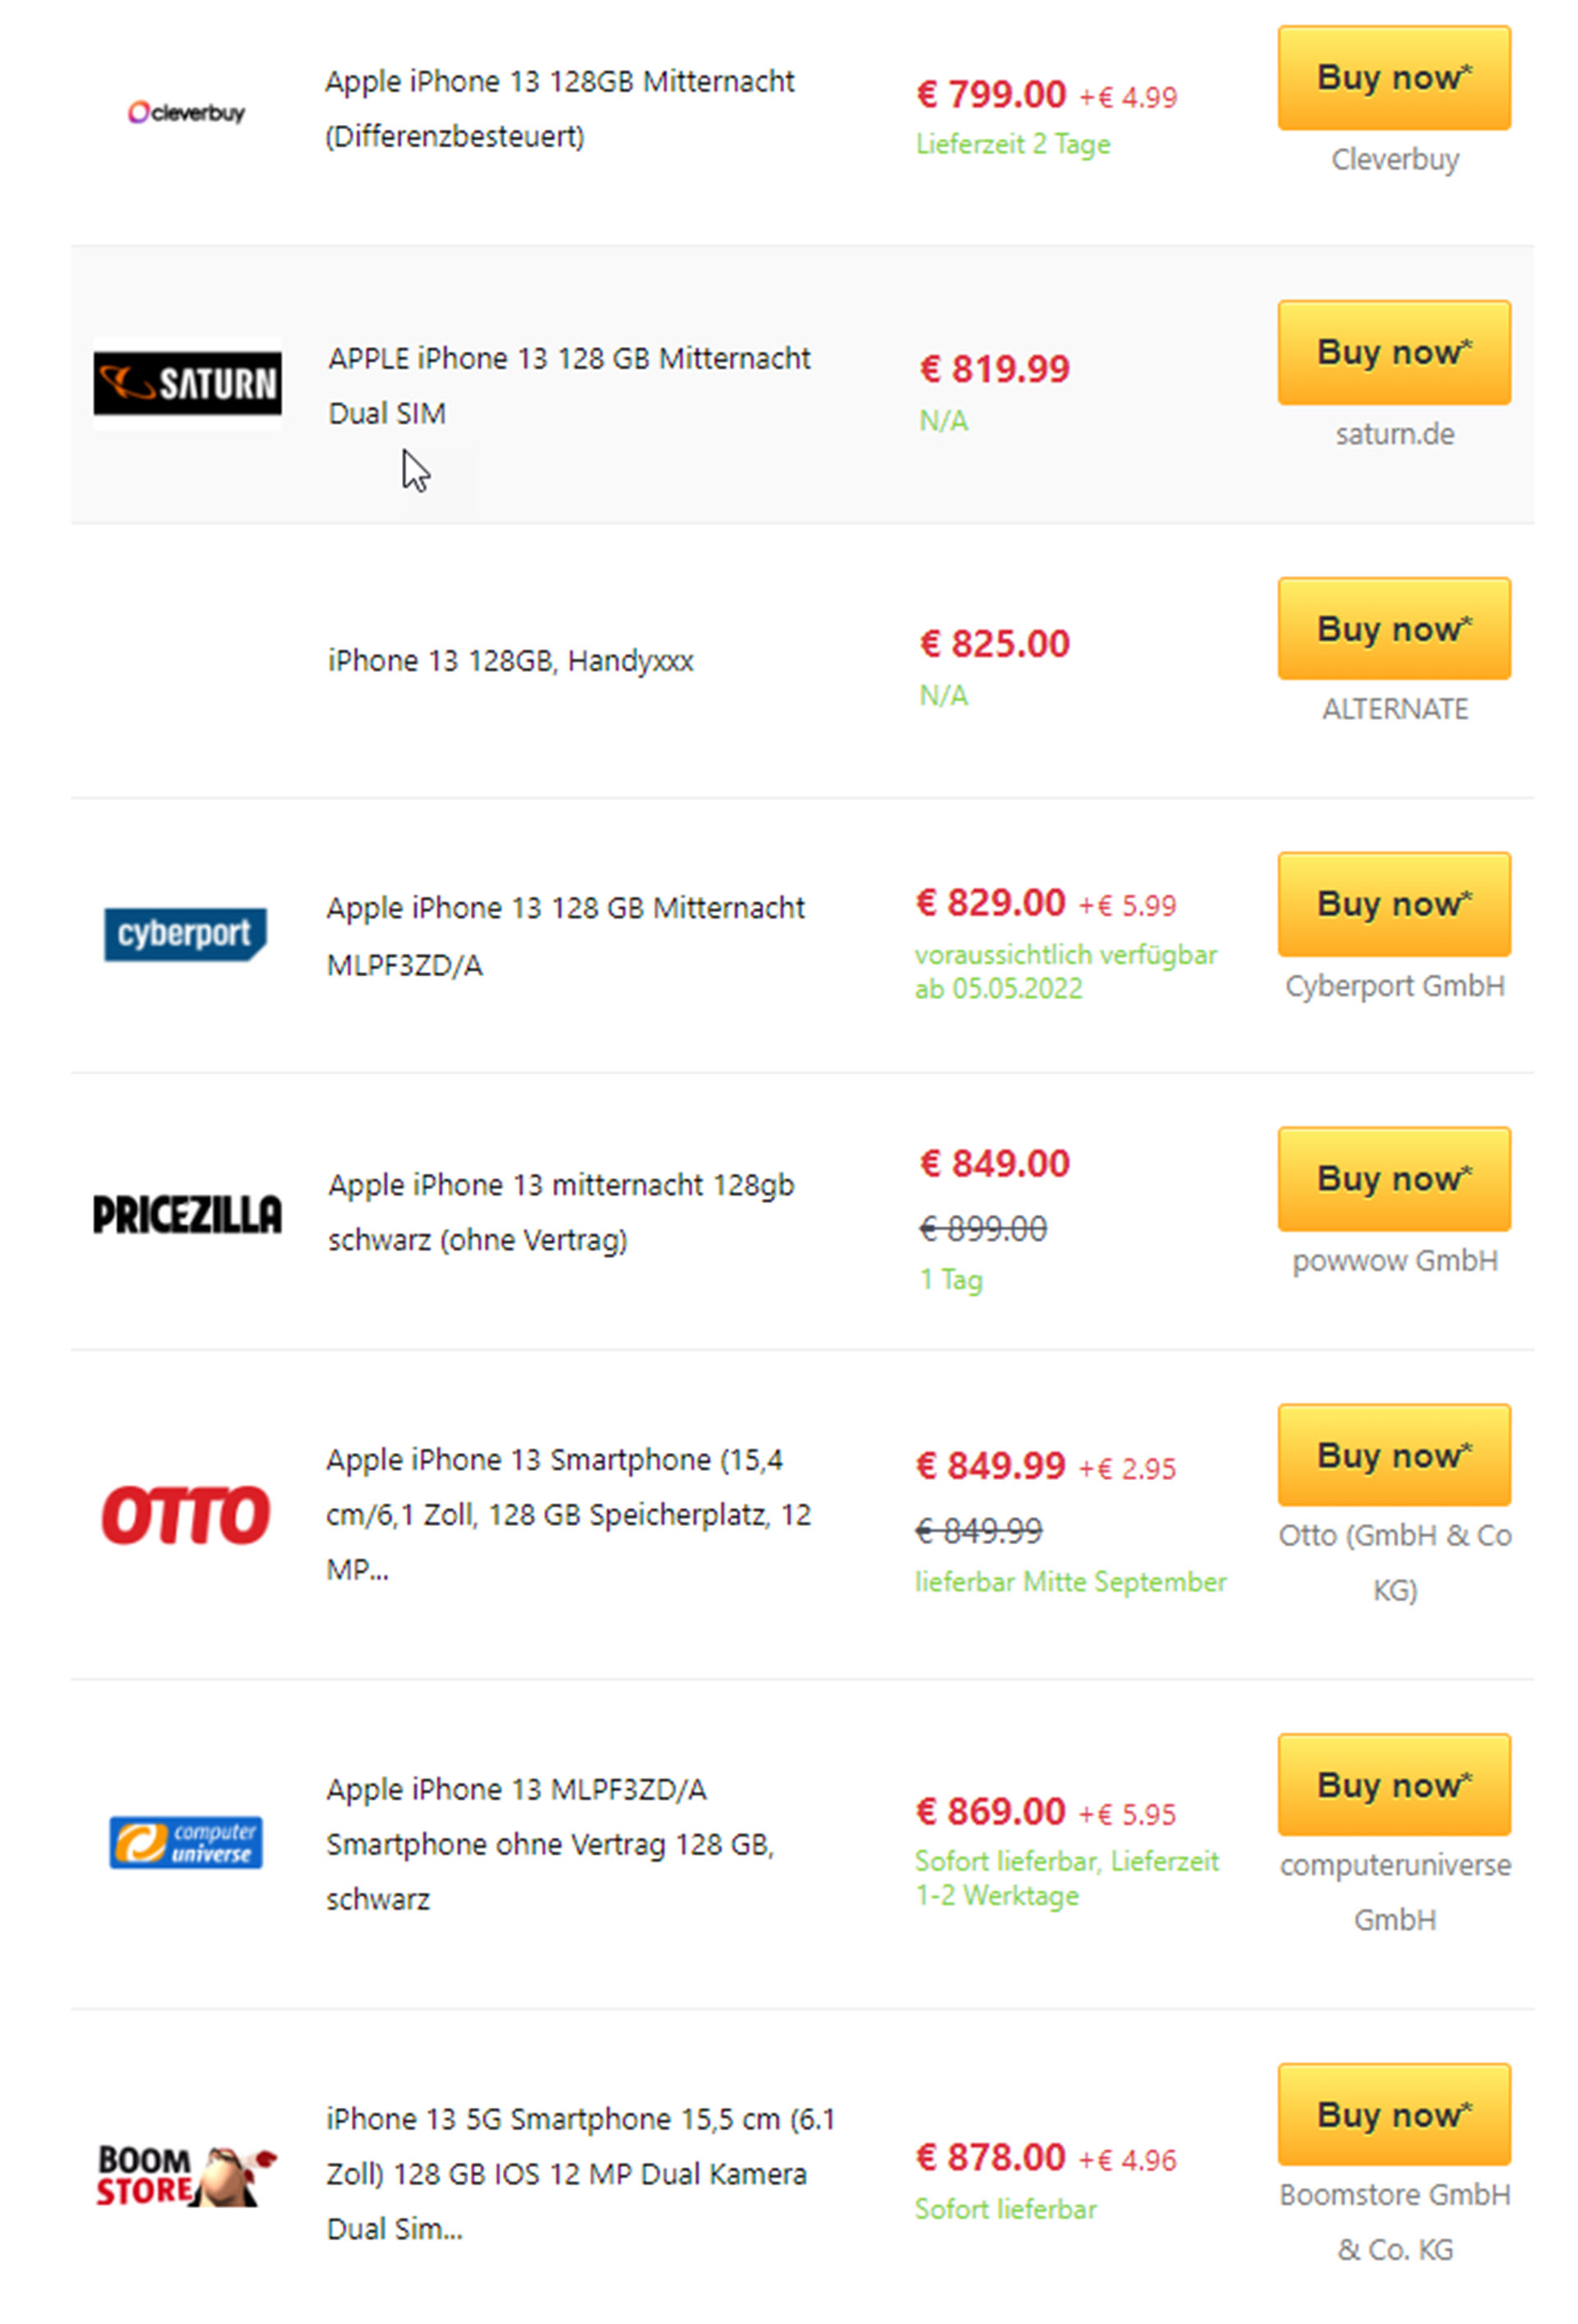 cleverbuy
Apple iPhone 13 128GB Mitternacht
(Differenzbesteuert)
€ 799.00 +€ 4.99
Lieferzeit 2 Tage
Buy now*
Cleverbuy
SATURN
APPLE iPhone 13 128 GB Mitternacht
Dual SIM
€ 819.99
N/A
Buy now*
saturn.de
iPhone 13 128GB, Handyxxx
€ 825.00
N/A
Buy now*
ALTERNATE
cyberport
Apple iPhone 13 128 GB Mitternacht
MLPF3ZD/A
€ 829.00 +€ 5.99
voraussichtlich verfügbar
ab 05.05.2022
Buy now*
Cyberport GmbH
PRICEZILLA
Apple iPhone 13 mitternacht 128gb
schwarz (ohne Vertrag)
€ 849.00
€ 899.00
1 Tag
Buy now*
powwow GmbH
OTTO
Apple iPhone 13 Smartphone (15,4
cm/6,1 Zoll, 128 GB Speicherplatz, 12
MP...
€ 849.99 +€ 2.95
€ 849.99
lieferbar Mitte September
Buy now*
Otto (GmbH & Co
KG)
computer
universe
Apple iPhone 13 MLPF3ZD/A
Smartphone ohne Vertrag 128 GB,
schwarz
€ 869.00 +€ 5.95
Sofort lieferbar, Lieferzeit
1-2 Werktage
Buy now*
computeruniverse
GmbH
BOOM
STORE
iPhone 13 5G Smartphone 15,5 cm (6.1
Zoll) 128 GB IOS 12 MP Dual Kamera
Dual Sim...
€ 878.00 +€ 4.96
Sofort lieferbar
Buy now*
Boomstore GmbH
& Co. KG